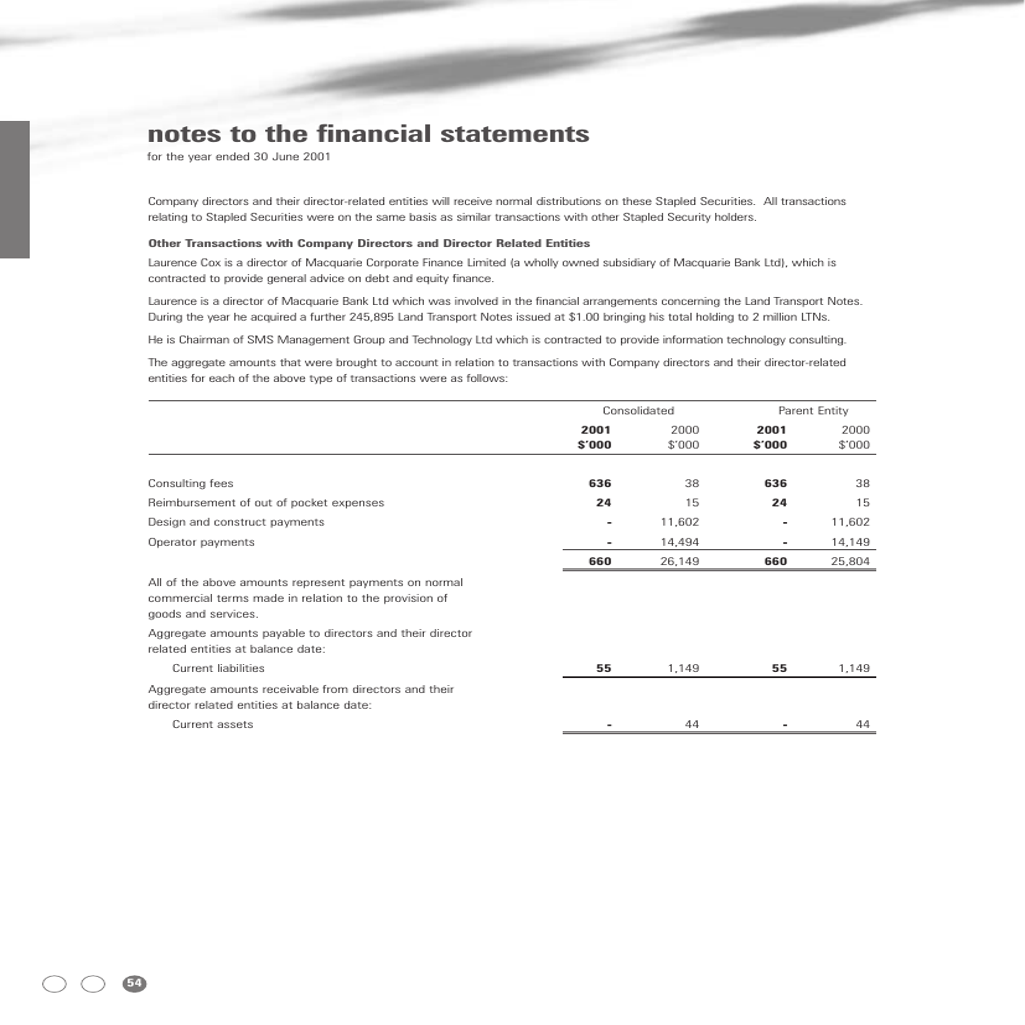 notes to the financial statements
for the year ended 30 June 2001
Company directors and their director-related entities will receive normal distributions on these Stapled Securities.  All transactions
relating to Stapled Securities were on the same basis as similar transactions with other Stapled Security holders.
Other Transactions with Company Directors and Director Related Entities
Laurence Cox is a director of Macquarie Corporate Finance Limited (a wholly owned subsidiary of Macquarie Bank Ltd), which is
contracted to provide general advice on debt and equity finance.
Laurence is a director of Macquarie Bank Ltd which was involved in the financial arrangements concerning the Land Transport Notes.
During the year he acquired a further 245,895 Land Transport Notes issued at $1.00 bringing his total holding to 2 million LTNs.
He is Chairman of SMS Management Group and Technology Ltd which is contracted to provide information technology consulting.
The aggregate amounts that were brought to account in relation to transactions with Company directors and their director-related
entities for each of the above type of transactions were as follows:
Consolidated Parent Entity
2001 2000 2001 2000
$'000 $'000 $'000 $'000
Consulting fees 636 38 636 38
Reimbursement of out of pocket expenses 24 15 24 15
Design and construct payments - 11,602 - 11,602
Operator payments - 14,494 - 14,149
660 26,149 660 25,804
All of the above amounts represent payments on normal
commercial terms made in relation to the provision of
goods and services.
Aggregate amounts payable to directors and their director
related entities at balance date:
Current liabilities 55 1,149 55 1,149
Aggregate amounts receivable from directors and their
director related entities at balance date:
Current assets - 44 - 44
54